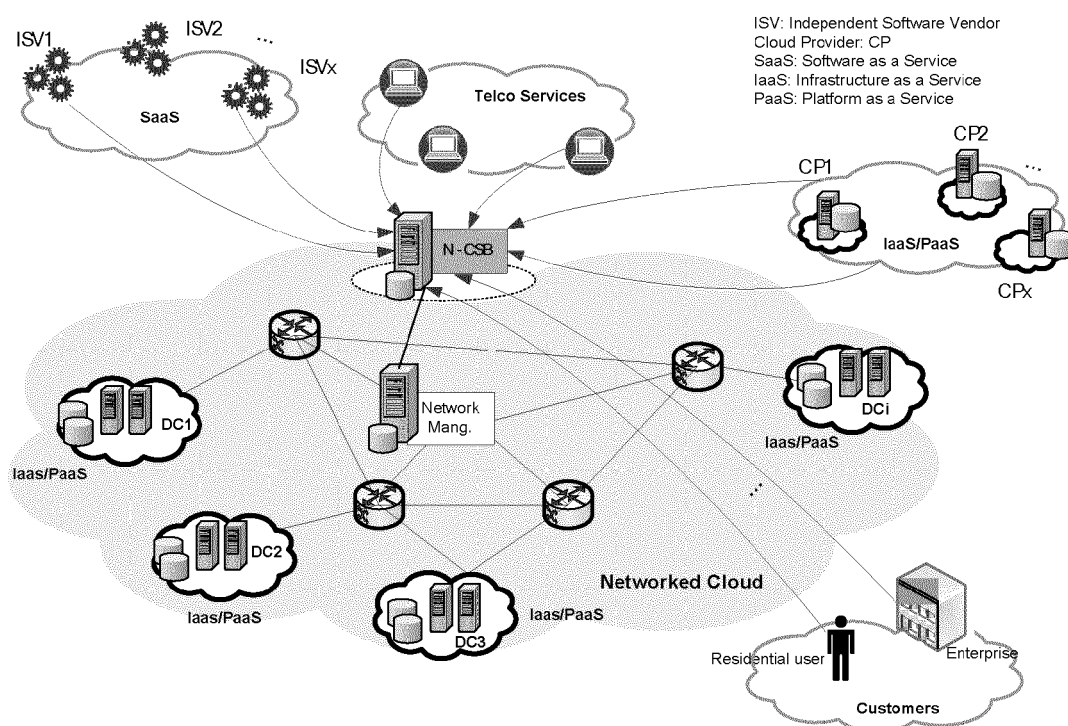 ISV1
ISV2
...
ISVx
SaaS
Telco Services
ISV: Independent Software Vendor
Cloud Provider: CP
SaaS: Software as a Service
IaaS: Infrastructure as a Service
PaaS: Platform as a Service
CP1
CP2
...
IaaS/PaaS
CPx
N-CSB
Network
Mang.
DC1
Iaas/PaaS
DCi
Iaas/PaaS
...
DC2
Iaas/PaaS
DC3
Iaas/PaaS
Networked Cloud
Residential user
Enterprise
Customers